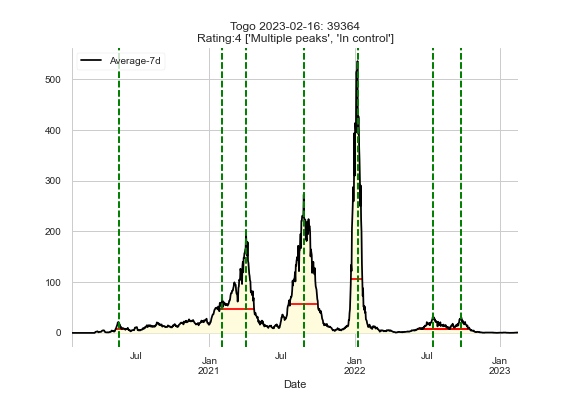 Togo 2023-02-16: 39364
Rating:4 ['Multiple peaks', 'In control']
Average-7d
500
400
300
200
100
0
Jul
Jan
2021
Jul
Jan
2022
Jul
Jan
2023
Date